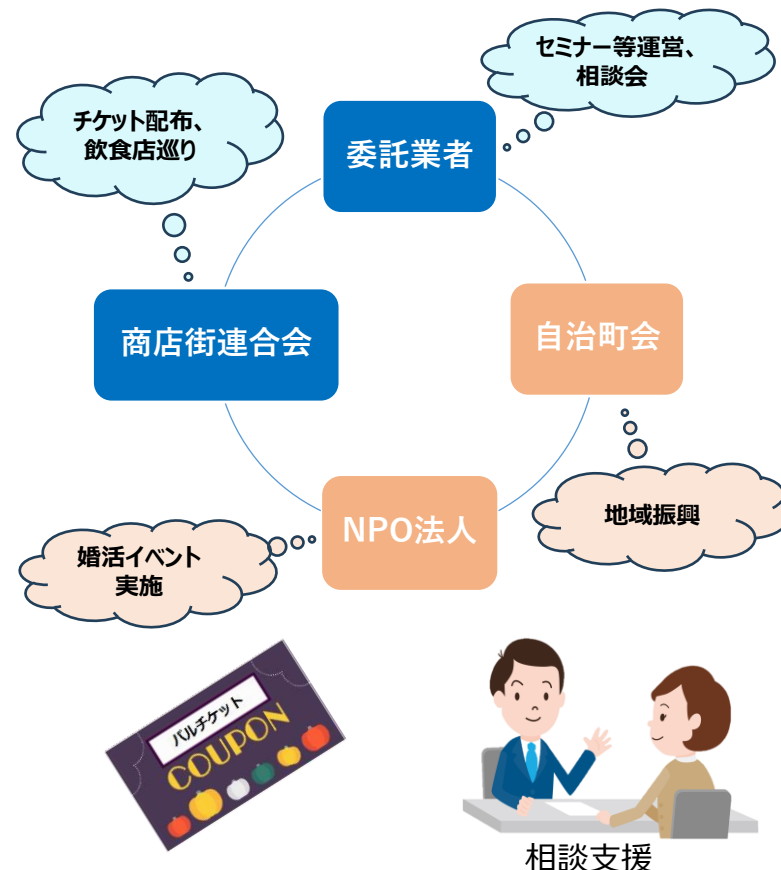 セミナー等運営、
相談会
チケット配布、
飲食店巡り
委託業者
商店街連合会
自治町会
NPO法人
地域振興
婚活イベント
実施
バルチケット
COUPON
相談支援